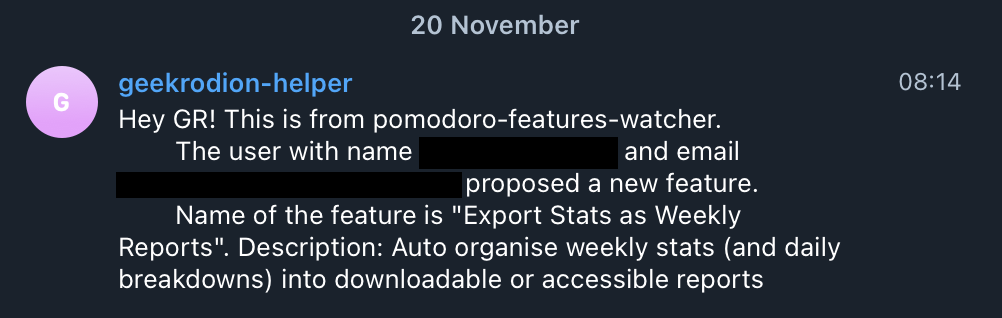 20 November
geekrodion-helper
08:14
G
Hey GR! This is from pomodoro-features-watcher.
The user with name and email
proposed a new feature.
Name of the feature is "Export Stats as Weekly
Reports". Description: Auto organise weekly stats (and daily
breakdowns) into downloadable or accessible reports